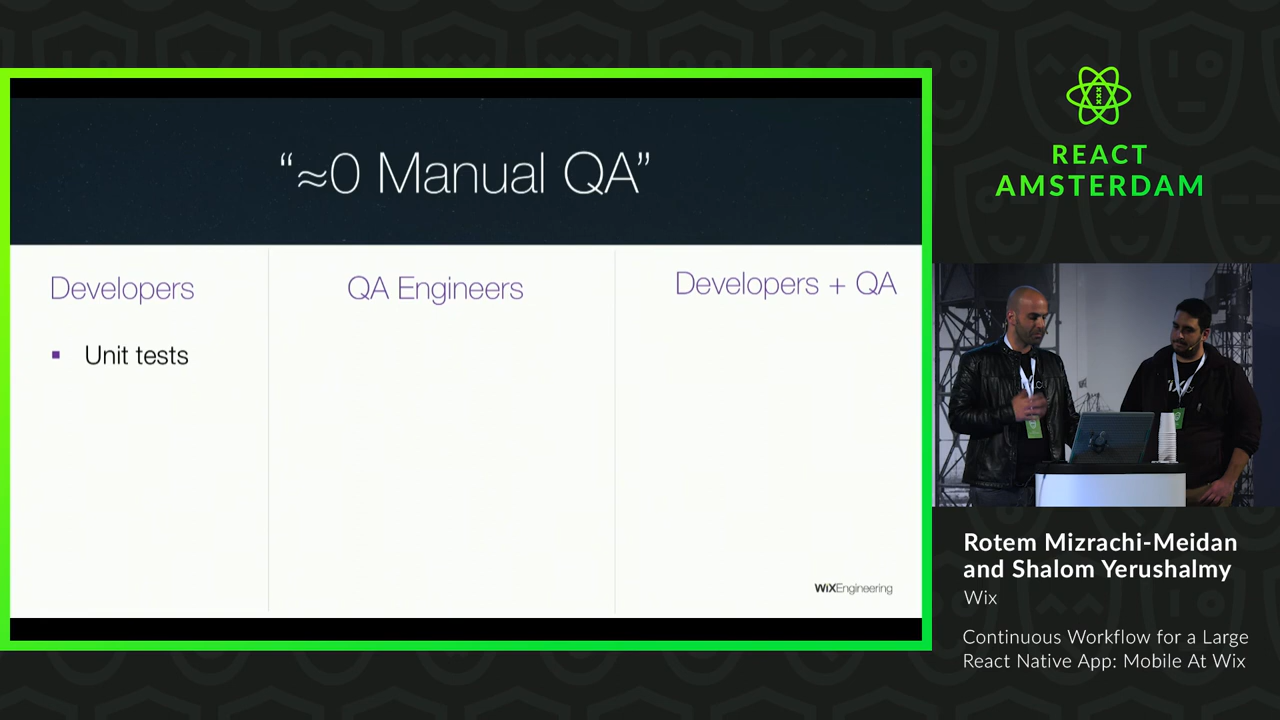 “≈0 Manual QA”
Developers
QA Engineers
Developers + QA
▪ Unit tests
WiXEngineering
REACT
AMSTERDAM
Rotem Mizrachi-Meidan
and Shalom Yerushalmy
Wix
Continuous Workflow for a Large
React Native App: Mobile At Wix